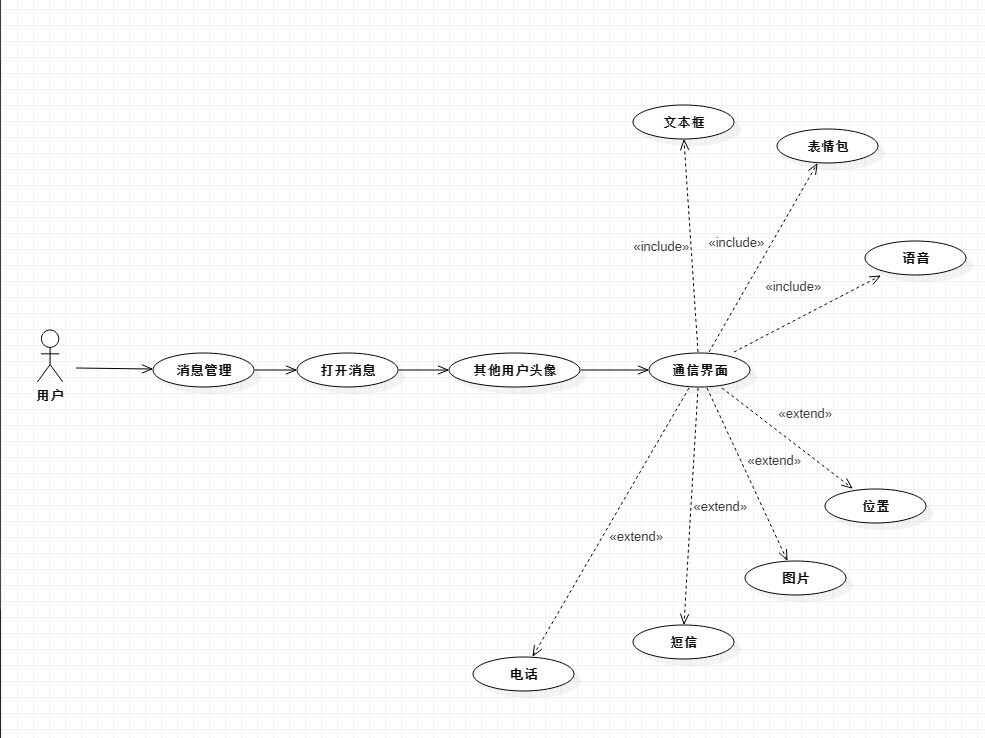 文本框
表情包
«include»
«include»
语音
«include»
用户
消息管理
打开消息
其他用户头像
通信界面
«extend»
«extend»
位置
«extend»
«extend»
图片
短信
电话